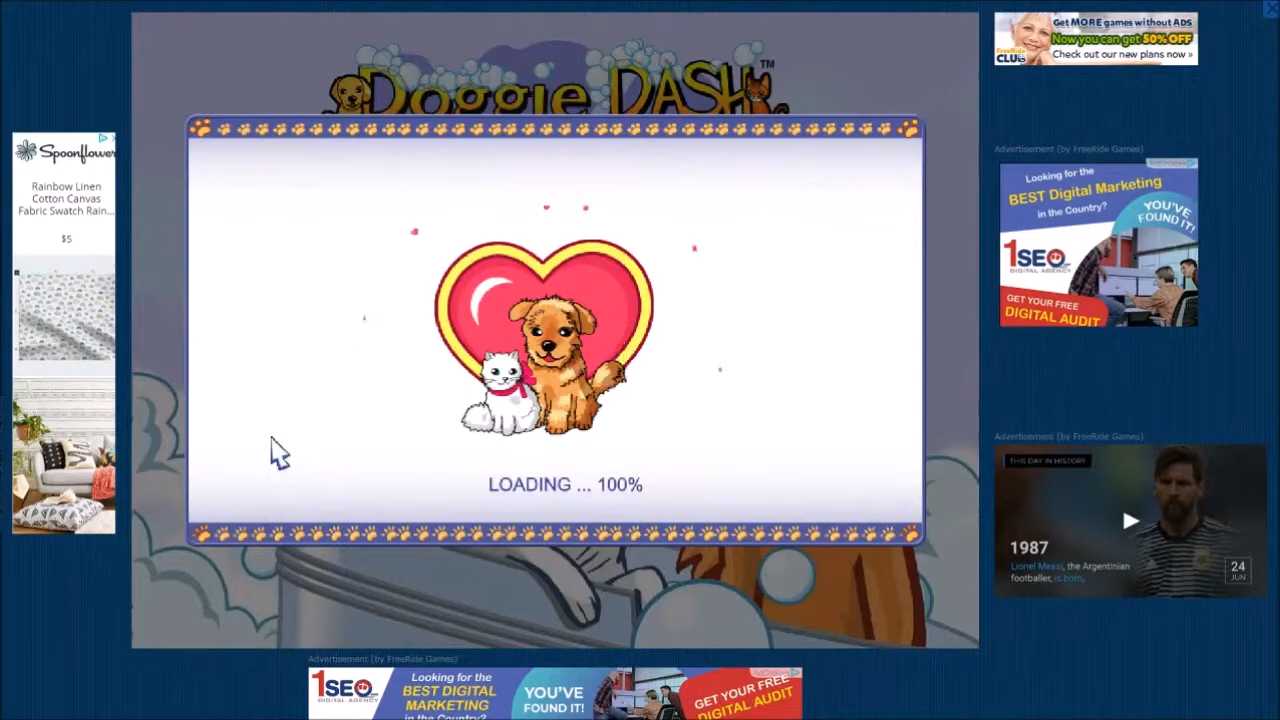 Doggie DASH™
LOADING ... 100%
Spoonflower
Rainbow Linen
Cotton Canvas
Fabric Swatch Rain...
$5
Get MORE games without ADS
Now you can get 50% OFF
Check out our new plans now »
FreeRide
CLUB
Advertisement (by FreeRide Games)
Looking for the
BEST Digital Marketing
in the Country?
YOU'VE
FOUND IT!
1SEO
DIGITAL AGENCY
GET YOUR FREE
DIGITAL AUDIT
Advertisement (by FreeRide Games)
THIS DAY IN HISTORY
1987
Lionel Messi, the Argentinian
footballer, is born.
24
JUN
Advertisement (by FreeRide Games)
1SEO
DIGITAL AGENCY
Looking for the
BEST DIGITAL
MARKETING
in the Country?
YOU'VE
FOUND IT!
GET YOUR FREE
DIGITAL AUDIT